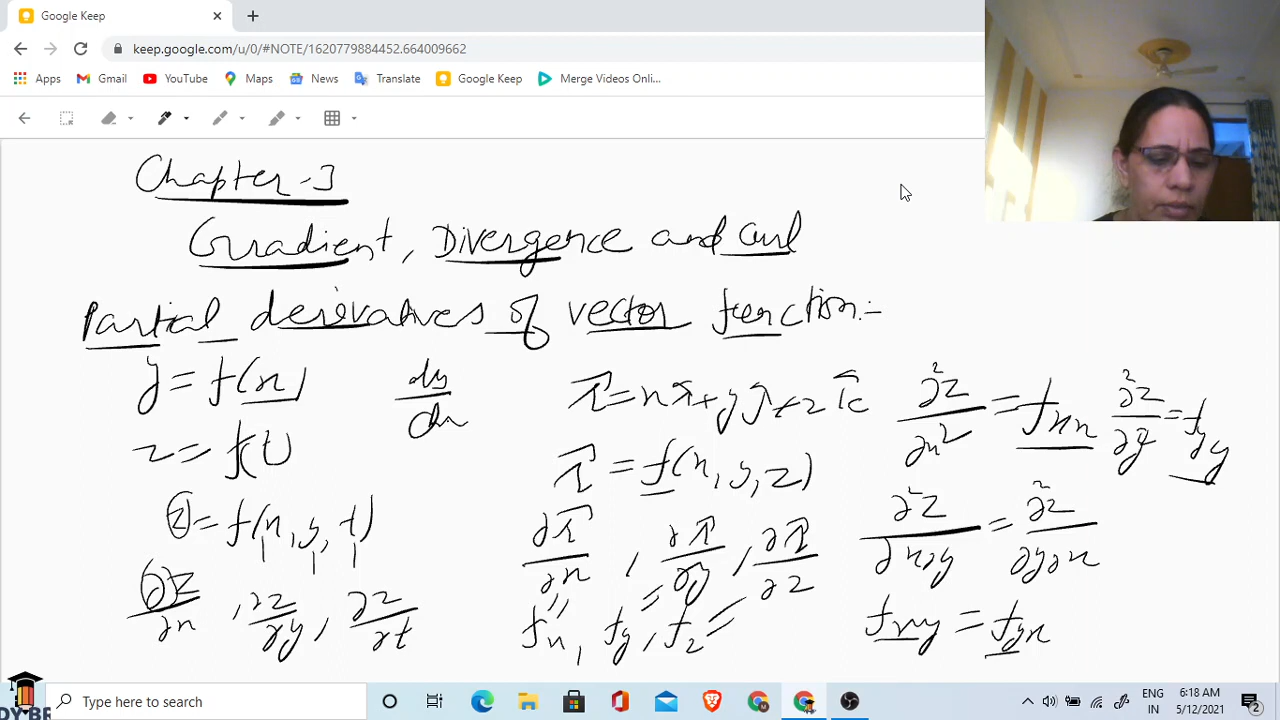 Google Keep
keep.google.com/u/0/#NOTE/1620779884452.664009662
Apps Gmail YouTube Maps News Translate Google Keep Merge Videos Onli...
Chapter-3
Gradient, Divergence and Curl
Partial derivatives of vector function:-
y = f(x) dy/dx
z = f(t)
z = f(x, y, t)
∂z/∂x, ∂z/∂y, ∂z/∂t
r⃗ = xî + yĵ + zk̂
r⃗ = f(x, y, z)
∂r⃗/∂x, ∂r⃗/∂y, ∂r⃗/∂z
fx, fy, fz
∂²z/∂x² = fxx ∂²z/∂y² = fyy
∂²z/∂x∂y = ∂²z/∂y∂x
fxy = fyx
DY BR
Type here to search
ENG
IN
6:18 AM
5/12/2021
2